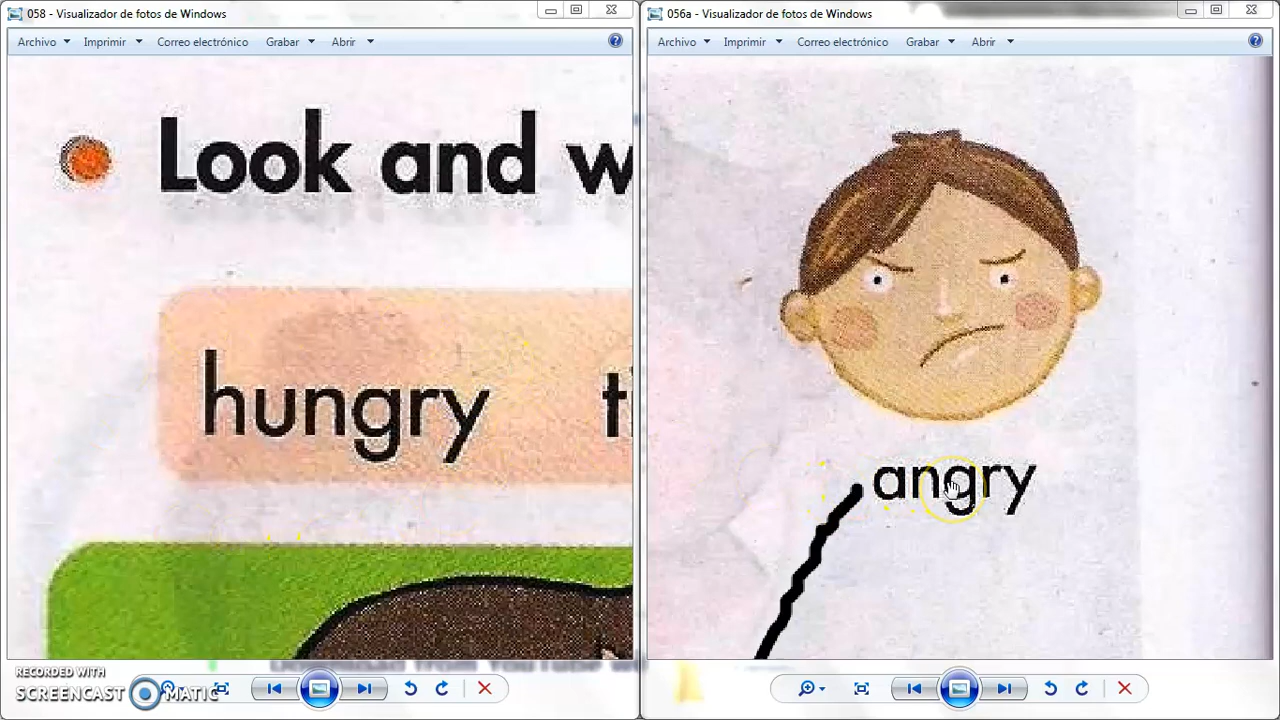 058 - Visualizador de fotos de Windows
Archivo Imprimir Correo electrónico Grabar Abrir
Look and w
hungry t
056a - Visualizador de fotos de Windows
Archivo Imprimir Correo electrónico Grabar Abrir
angry
RECORDED WITH
SCREENCAST MATIC